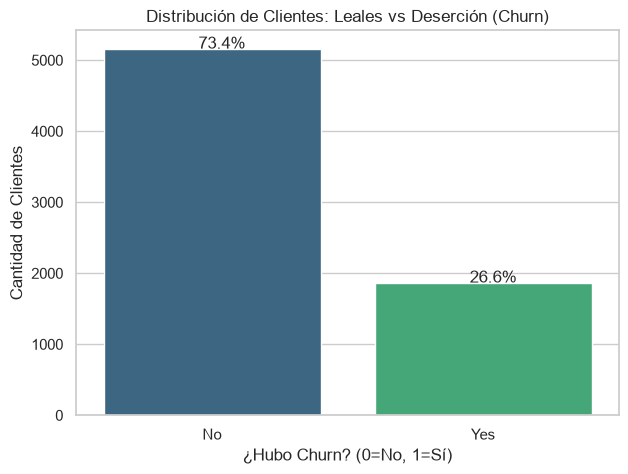 Distribución de Clientes: Leales vs Deserción (Churn)
73.4%
26.6%
Cantidad de Clientes
5000
4000
3000
2000
1000
0
No
Yes
¿Hubo Churn? (0=No, 1=Sí)